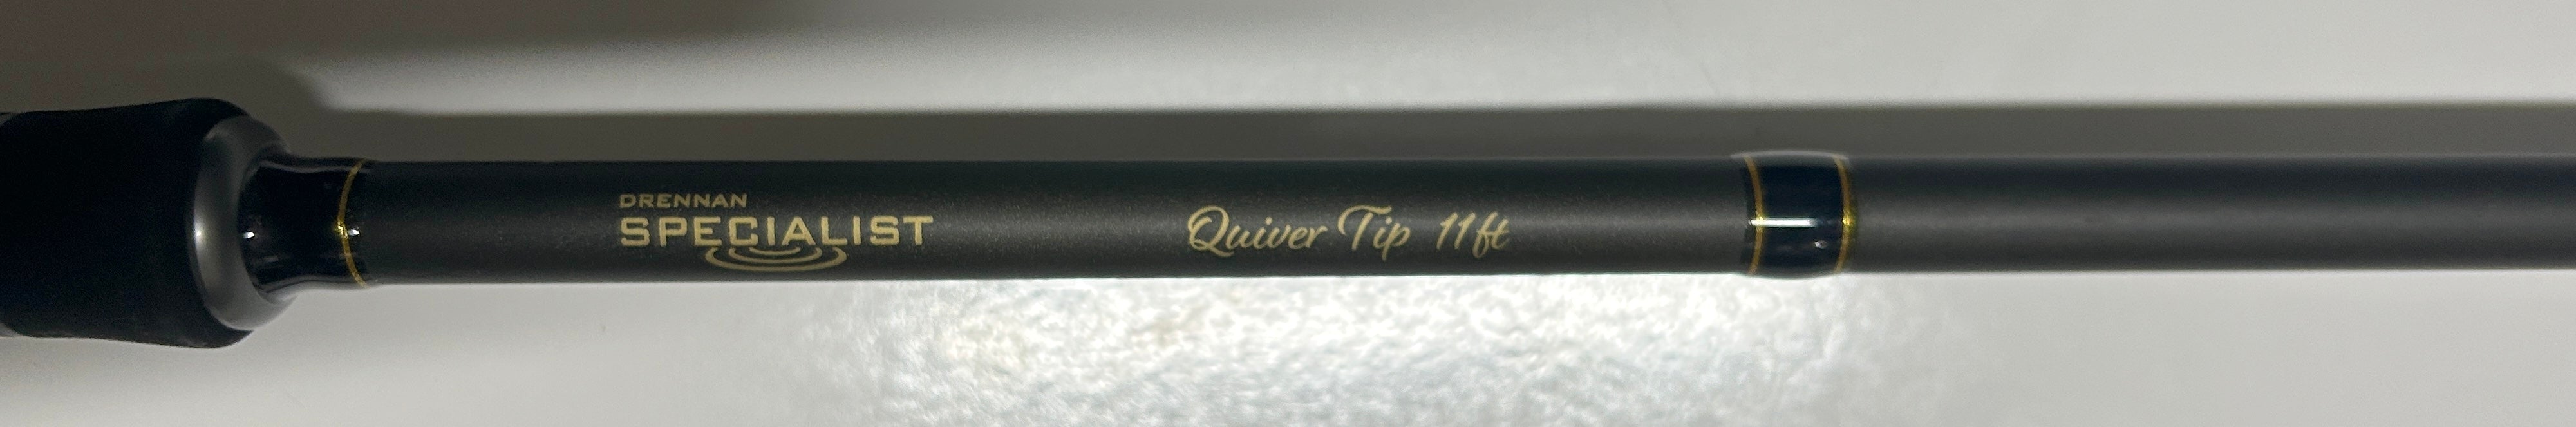 DRENNAN
SPECIALIST
Quiver Tip 11ft